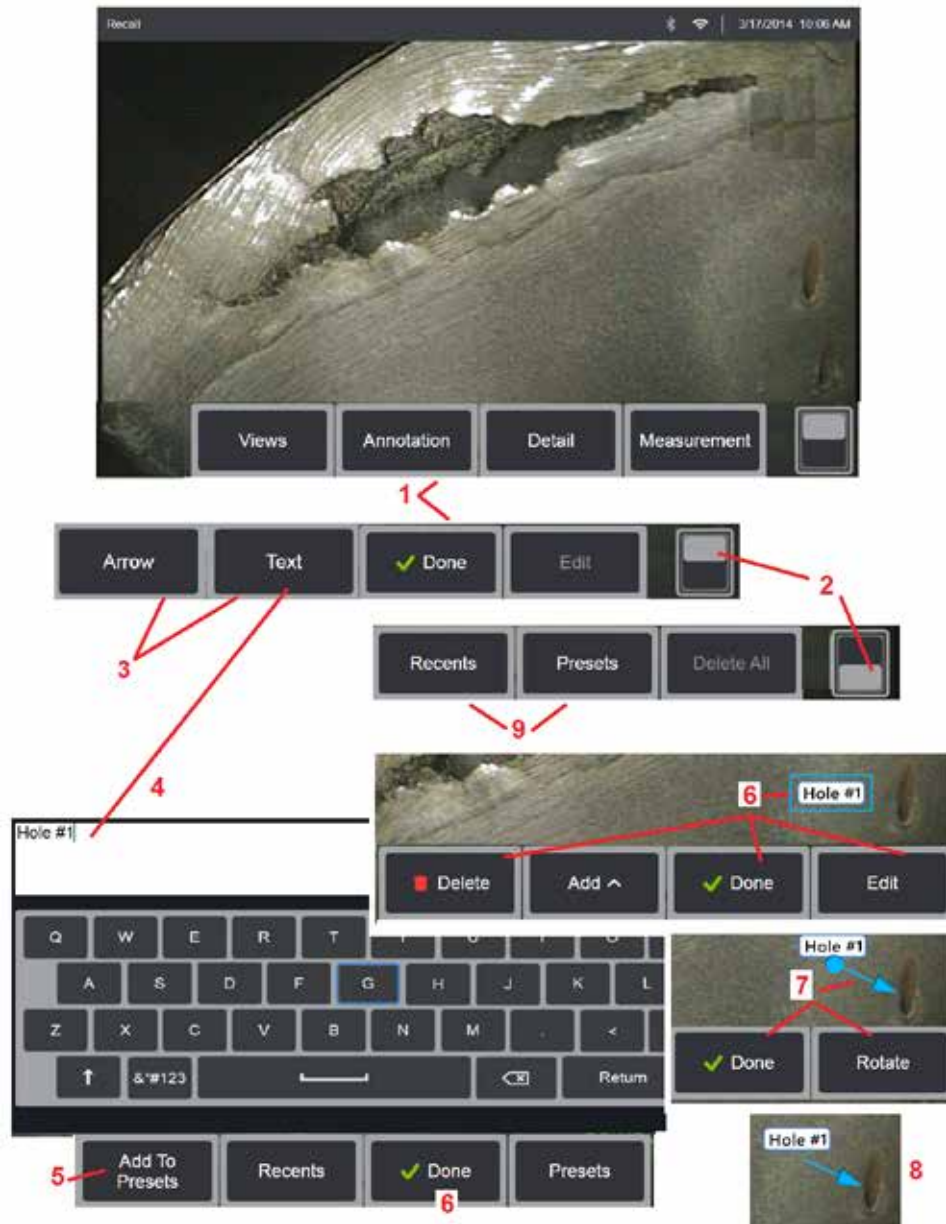 Recall 3/17/2014 10:06 AM
Views Annotation Detail Measurement
1
Arrow Text Done Edit
2
3
Recents Presets Delete All
9
4
Hole #1
6 Hole #1
Delete Add Done Edit
Q W E R T
A S D F G H J K L
Z X C V B N M . <
&*#123 Return
Hole #1
7
Done Rotate
5 Add To
Presets
Recents Done Presets
6
Hole #1
8